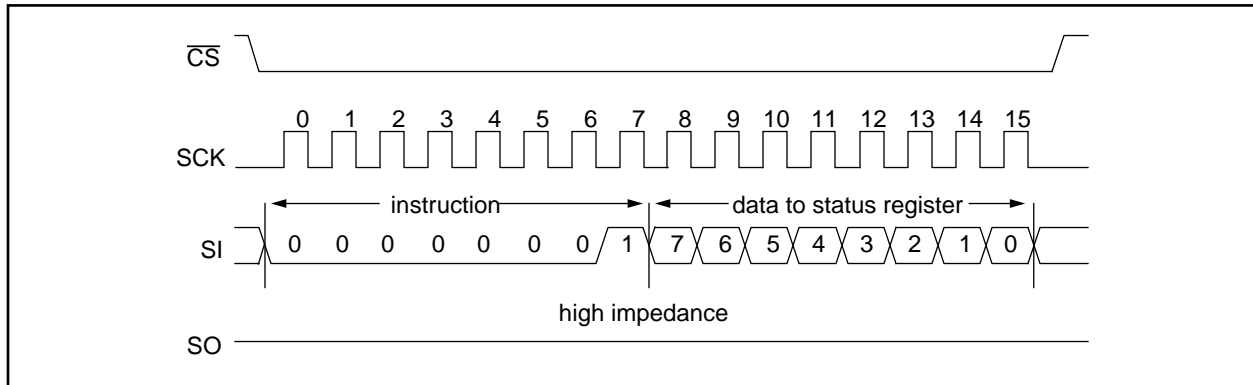 CS
0 1 2 3 4 5 6 7 8 9 10 11 12 13 14 15
SCK
instruction data to status register
SI 0 0 0 0 0 0 0 1 7 6 5 4 3 2 1 0
high impedance
SO